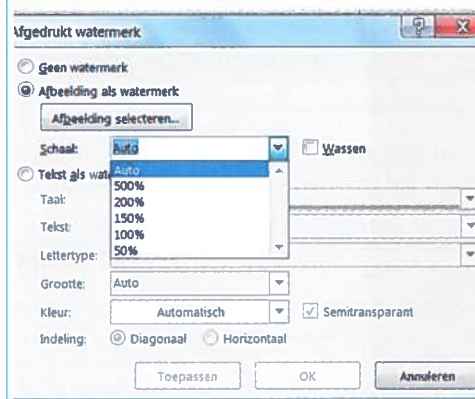 Afgedrukt watermerk
Geen watermerk
Afbeelding als watermerk
Afbeelding selecteren...
Schaal: Auto Wassen
Auto
Tekst als
500%
Taal:
200%
150%
Tekst:
100%
Lettertype:
50%
Grootte: Auto
Kleur: Automatisch Semitransparant
Indeling: Diagonaal Horizontaal
Toepassen OK Annuleren